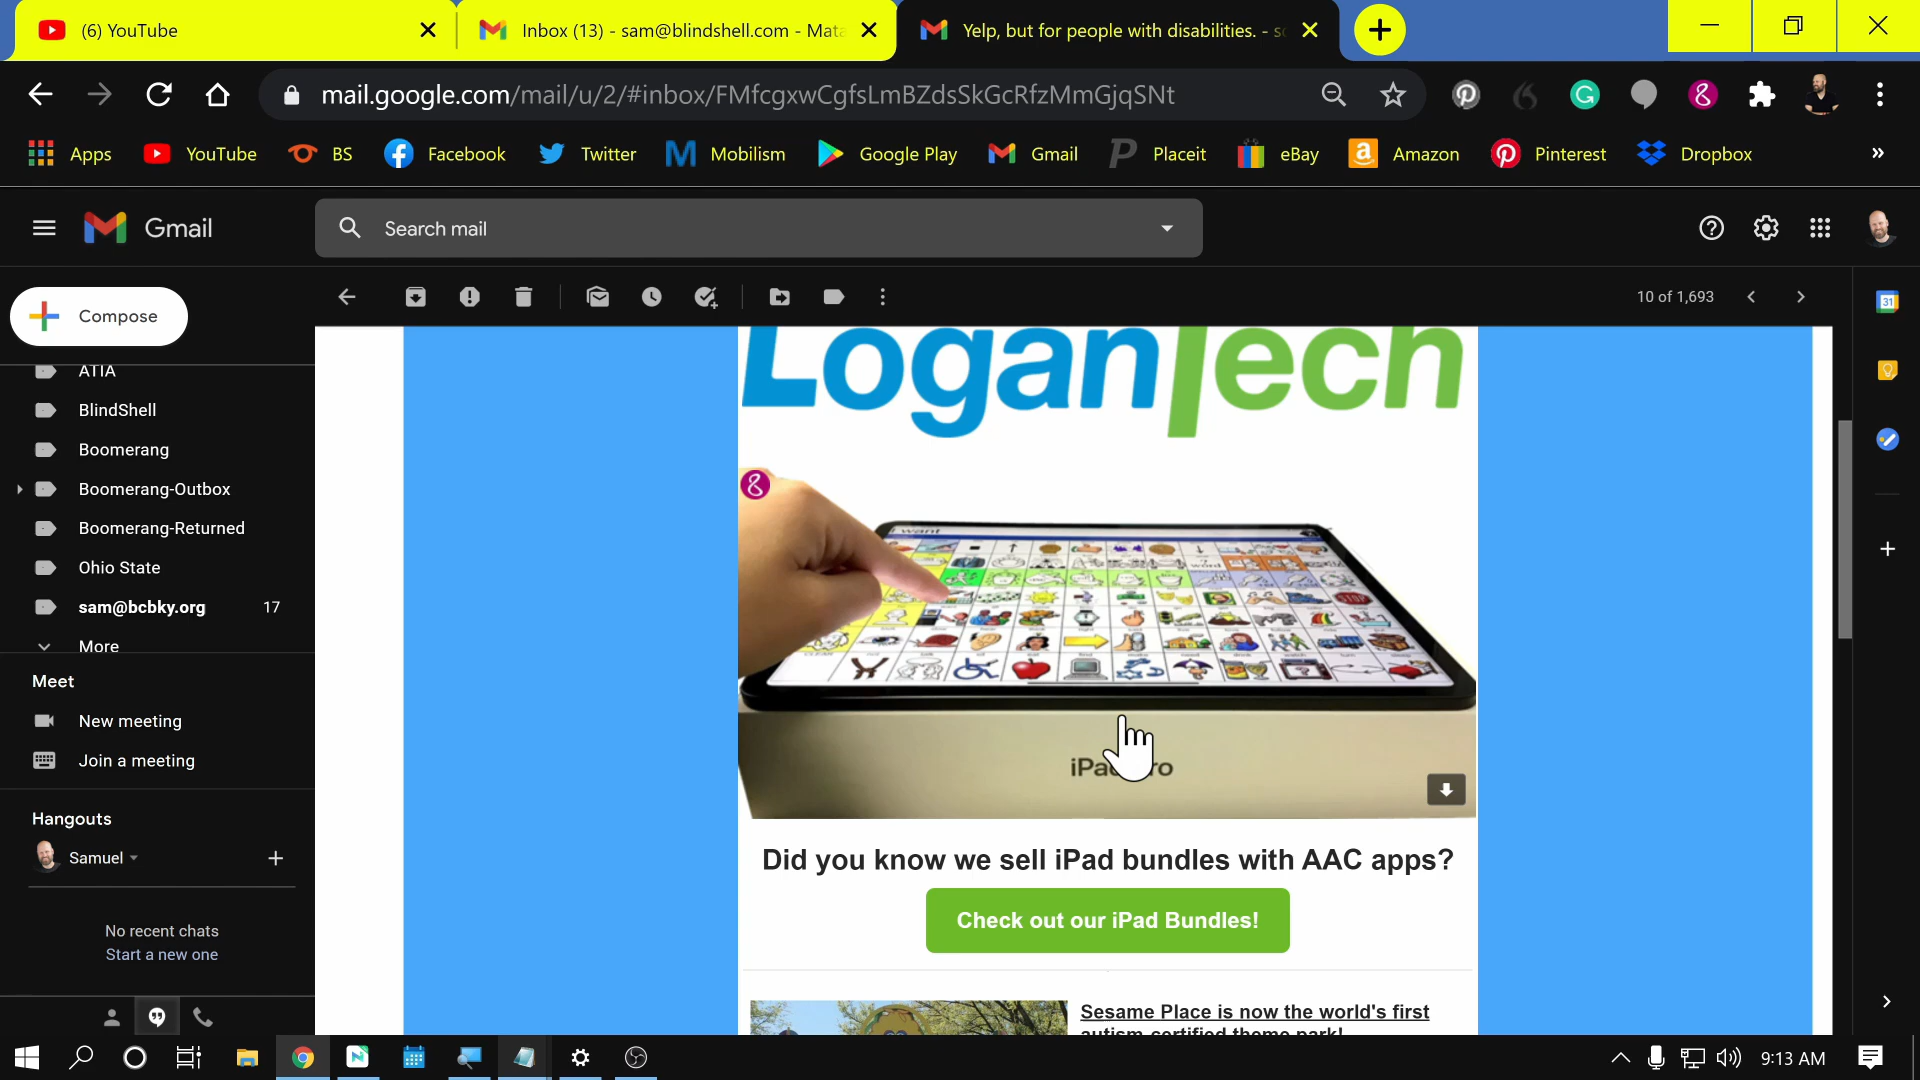 (6) YouTube
Inbox (13) - sam@blindshell.com - Mata
Yelp, but for people with disabilities. - s
mail.google.com/mail/u/2/#inbox/FMfcgxwCgfsLmBZdsSkGcRfzMmGjqSNt
Apps YouTube BS Facebook Twitter Mobilism Google Play Gmail Placeit eBay Amazon Pinterest Dropbox »
Gmail
Search mail
Compose
10 of 1,693
ATIA
BlindShell
Boomerang
Boomerang-Outbox
Boomerang-Returned
Ohio State
sam@bcbky.org 17
More
Meet
New meeting
Join a meeting
Hangouts
Samuel
No recent chats
Start a new one
LoganTech
want
word
STOP
Did you know we sell iPad bundles with AAC apps?
Check out our iPad Bundles!
Sesame Place is now the world's first
autism-certified theme park!
31
9:13 AM